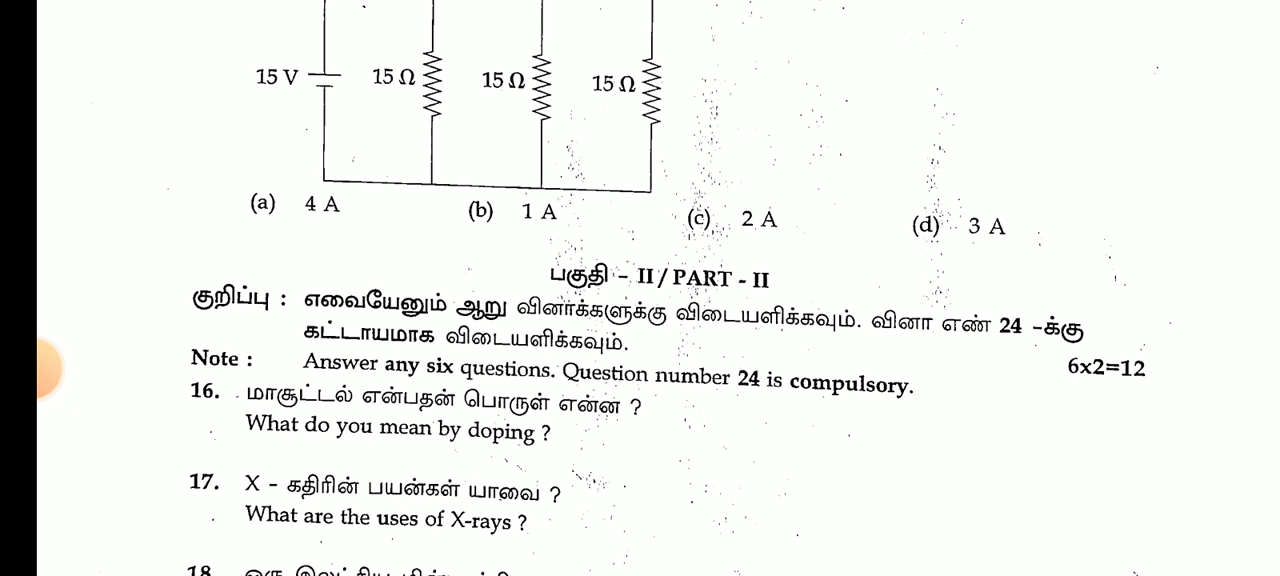 15 V 15 Ω 15 Ω 15 Ω
(a) 4 A (b) 1 A (c) 2 A (d) 3 A
பகுதி - II / PART - II
குறிப்பு : எவையேனும் ஆறு வினாக்களுக்கு விடையளிக்கவும். வினா எண் 24 -க்கு
கட்டாயமாக விடையளிக்கவும்.
Note : Answer any six questions. Question number 24 is compulsory. 6x2=12
16. மாசூட்டல் என்பதன் பொருள் என்ன ?
What do you mean by doping ?
17. X - கதிரின் பயன்கள் யாவை ?
What are the uses of X-rays ?
18. ஒரு